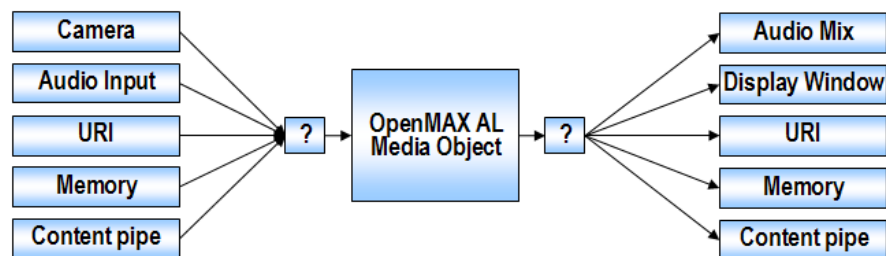 Camera
Audio Input
URI
Memory
Content pipe
?
OpenMAX AL
Media Object
?
Audio Mix
Display Window
URI
Memory
Content pipe